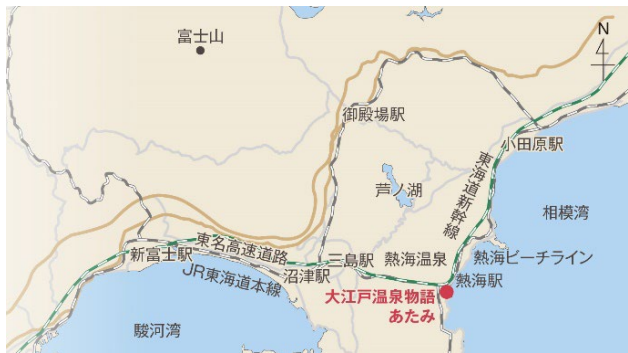 富士山
N
御殿場駅
小田原駅
東海道新幹線
芦ノ湖
相模湾
東名高速道路
三島駅
熱海温泉
熱海ビーチライン
新富士駅
沼津駅
熱海駅
JR東海道本線
大江戸温泉物語
あたみ
駿河湾